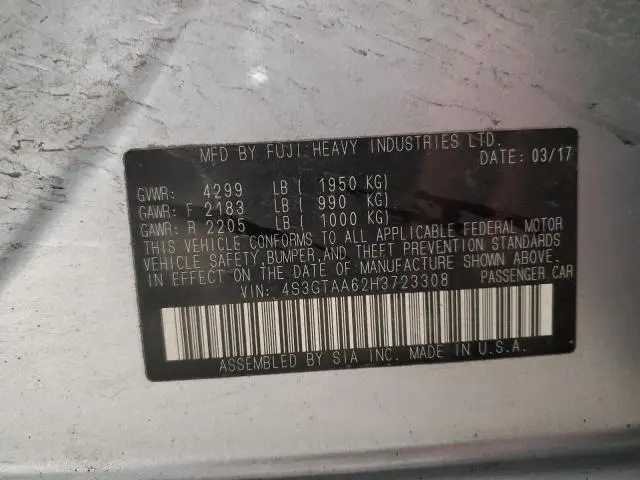 MFD BY FUJI HEAVY INDUSTRIES LTD.
DATE: 03/17
GVWR: 4299 LB ( 1950 KG)
GAWR: F 2183 LB ( 990 KG)
GAWR: R 2205 LB ( 1000 KG)
THIS VEHICLE CONFORMS TO ALL APPLICABLE FEDERAL MOTOR
VEHICLE SAFETY, BUMPER, AND THEFT PREVENTION STANDARDS
IN EFFECT ON THE DATE OF MANUFACTURE SHOWN ABOVE.
VIN: 4S3GTAA62H3723308 PASSENGER CAR
ASSEMBLED BY SIA INC. MADE IN U.S.A.